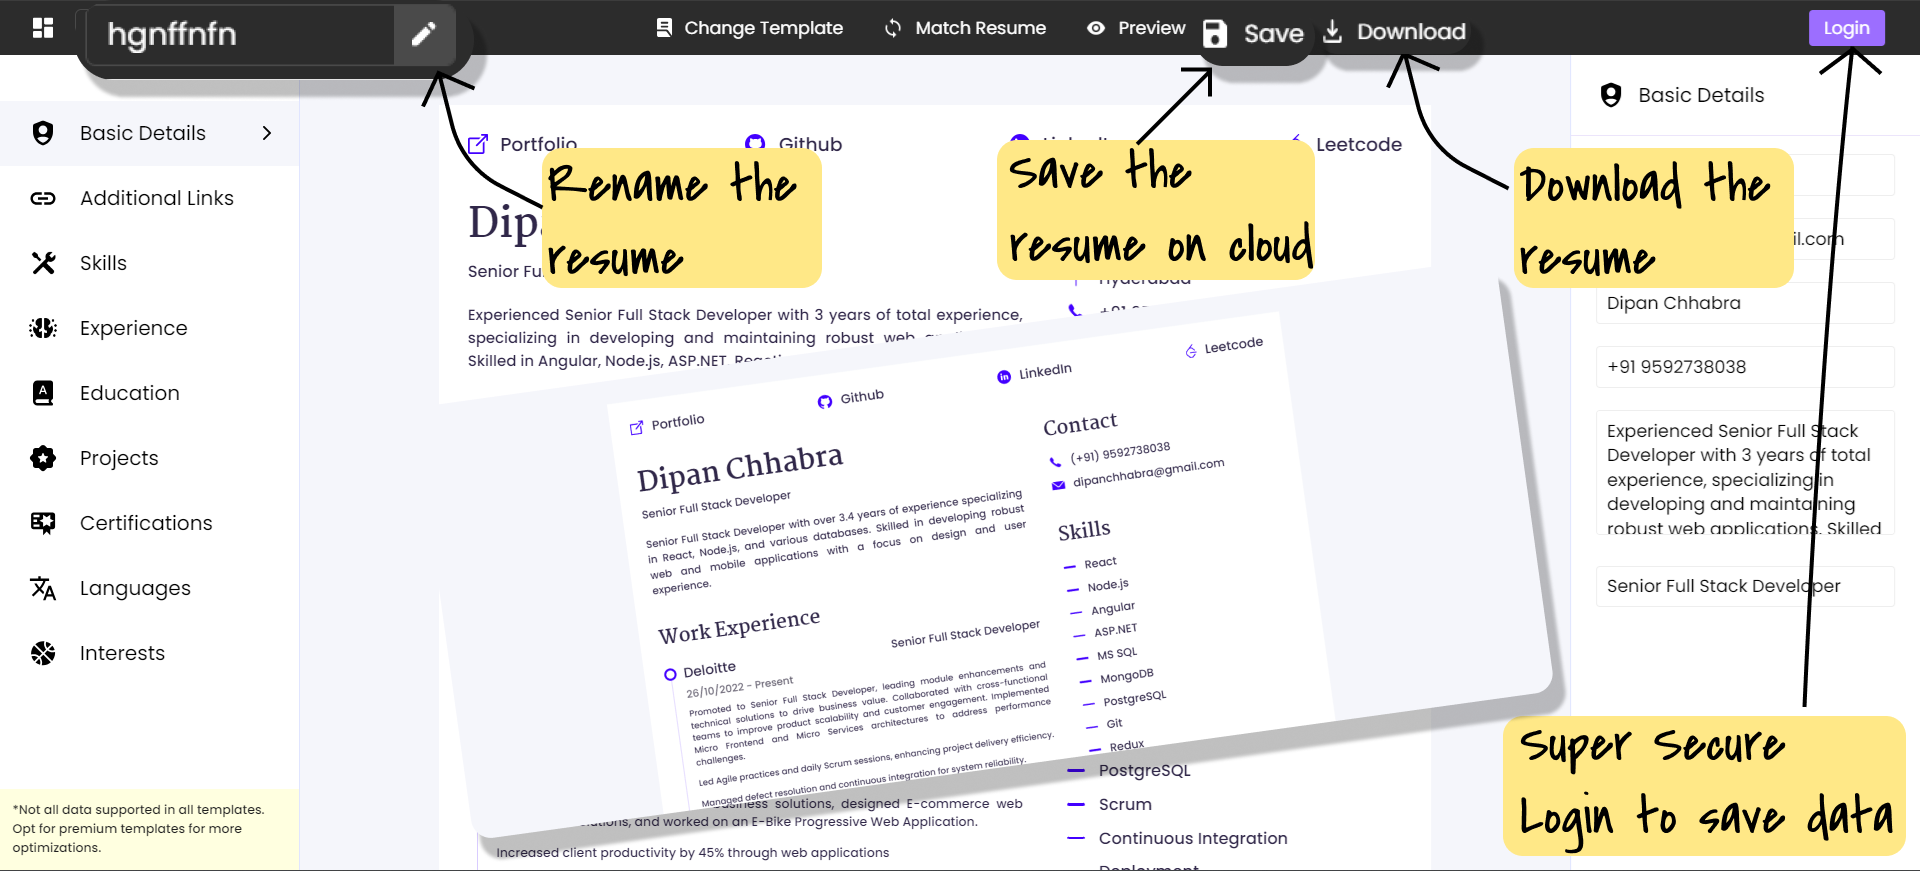 hgnffnfn
Change Template
Match Resume
Preview
Save
Download
Login
Basic Details
Additional Links
Skills
Experience
Education
Projects
Certifications
Languages
Interests
*Not all data supported in all templates.
Opt for premium templates for more
optimizations.
Portfolio
Github
Leetcode
Rename the
resume
Save the
resume on cloud
Download the
resume
Dip
Senior Fu
Hyderabad
Experienced Senior Full Stack Developer with 3 years of total experience,
specializing in developing and maintaining robust web
Skilled in Angular, Node.js, ASP.NET
Portfolio
Github
LinkedIn
Leetcode
Dipan Chhabra
Senior Full Stack Developer
Senior Full Stack Developer with over 3.4 years of experience specializing
in React, Node.js, and various databases. Skilled in developing robust
web and mobile applications with a focus on design and user
experience.
Work Experience
Deloitte
Senior Full Stack Developer
26/10/2022 - Present
Promoted to Senior Full Stack Developer, leading module enhancements and
technical solutions to drive business value. Collaborated with cross-functional
teams to improve product scalability and customer engagement. Implemented
Micro Frontend and Micro Services architectures to address performance
challenges.
Led Agile practices and daily Scrum sessions, enhancing project delivery efficiency.
Managed defect resolution and continuous integration for system reliability.
Contact
(+91) 9592738038
dipanchhabra@gmail.com
Skills
React
Node.js
Angular
ASP.NET
MS SQL
MongoDB
PostgreSQL
Git
Redux
business solutions, designed E-commerce web
and worked on an E-Bike Progressive Web Application.
Increased client productivity by 45% through web applications
PostgreSQL
Scrum
Continuous Integration
Deployment
Basic Details
il.com
Dipan Chhabra
+91 9592738038
Experienced Senior Full Stack
Developer with 3 years of total
experience, specializing in
developing and maintaining
robust web applications. Skilled
Senior Full Stack Developer
Super Secure
Login to save data